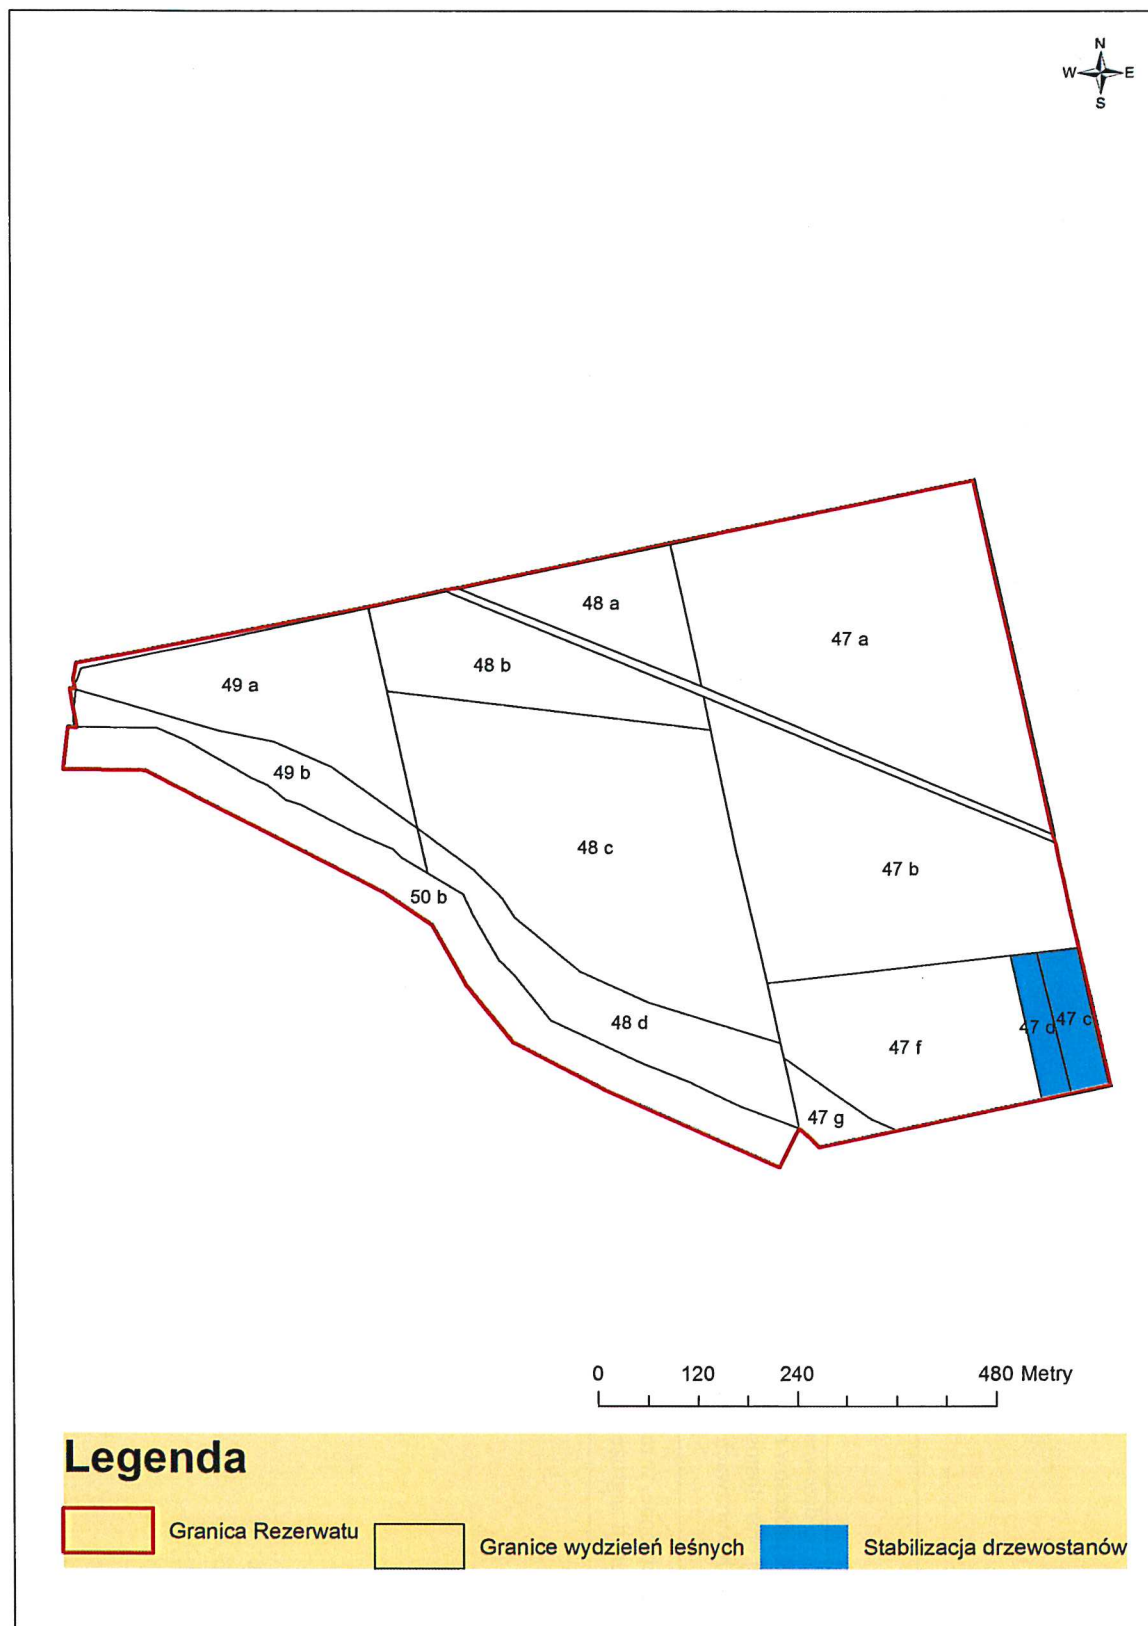 N
W E
S
48 a
47 a
48 b
49 a
49 b
48 c
47 b
50 b
48 d
47 f
47 d
47 c
47 g
0 120 240 480 Metry
Legenda
Granica Rezerwatu
Granice wydzieleń leśnych
Stabilizacja drzewostanów